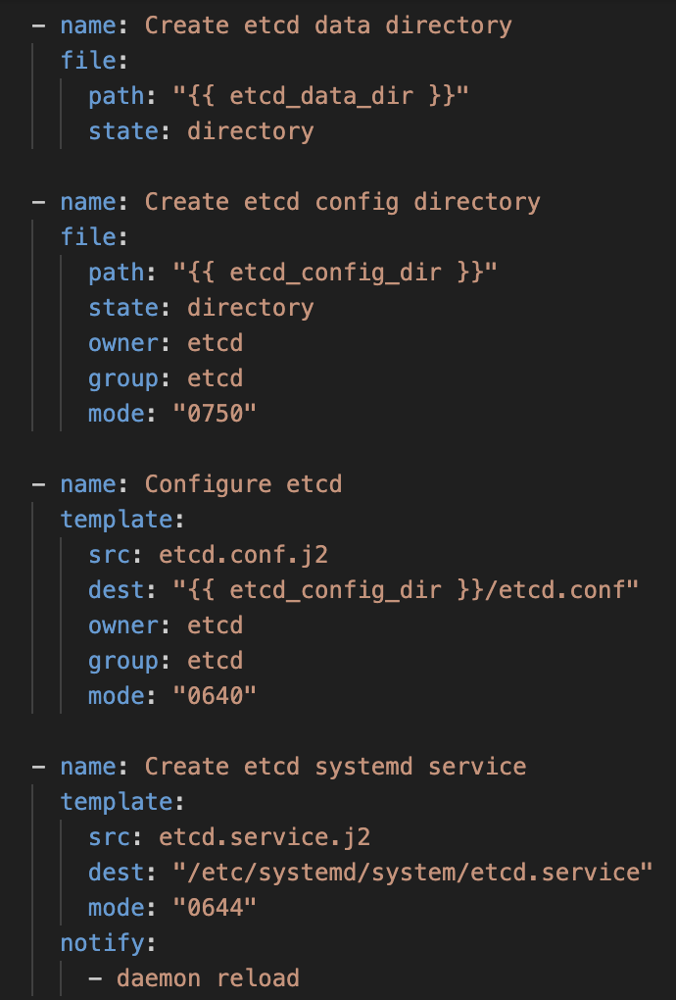 - name: Create etcd data directory
  file:
    path: "{{ etcd_data_dir }}"
    state: directory

- name: Create etcd config directory
  file:
    path: "{{ etcd_config_dir }}"
    state: directory
    owner: etcd
    group: etcd
    mode: "0750"

- name: Configure etcd
  template:
    src: etcd.conf.j2
    dest: "{{ etcd_config_dir }}/etcd.conf"
    owner: etcd
    group: etcd
    mode: "0640"

- name: Create etcd systemd service
  template:
    src: etcd.service.j2
    dest: "/etc/systemd/system/etcd.service"
    mode: "0644"
  notify:
    - daemon reload